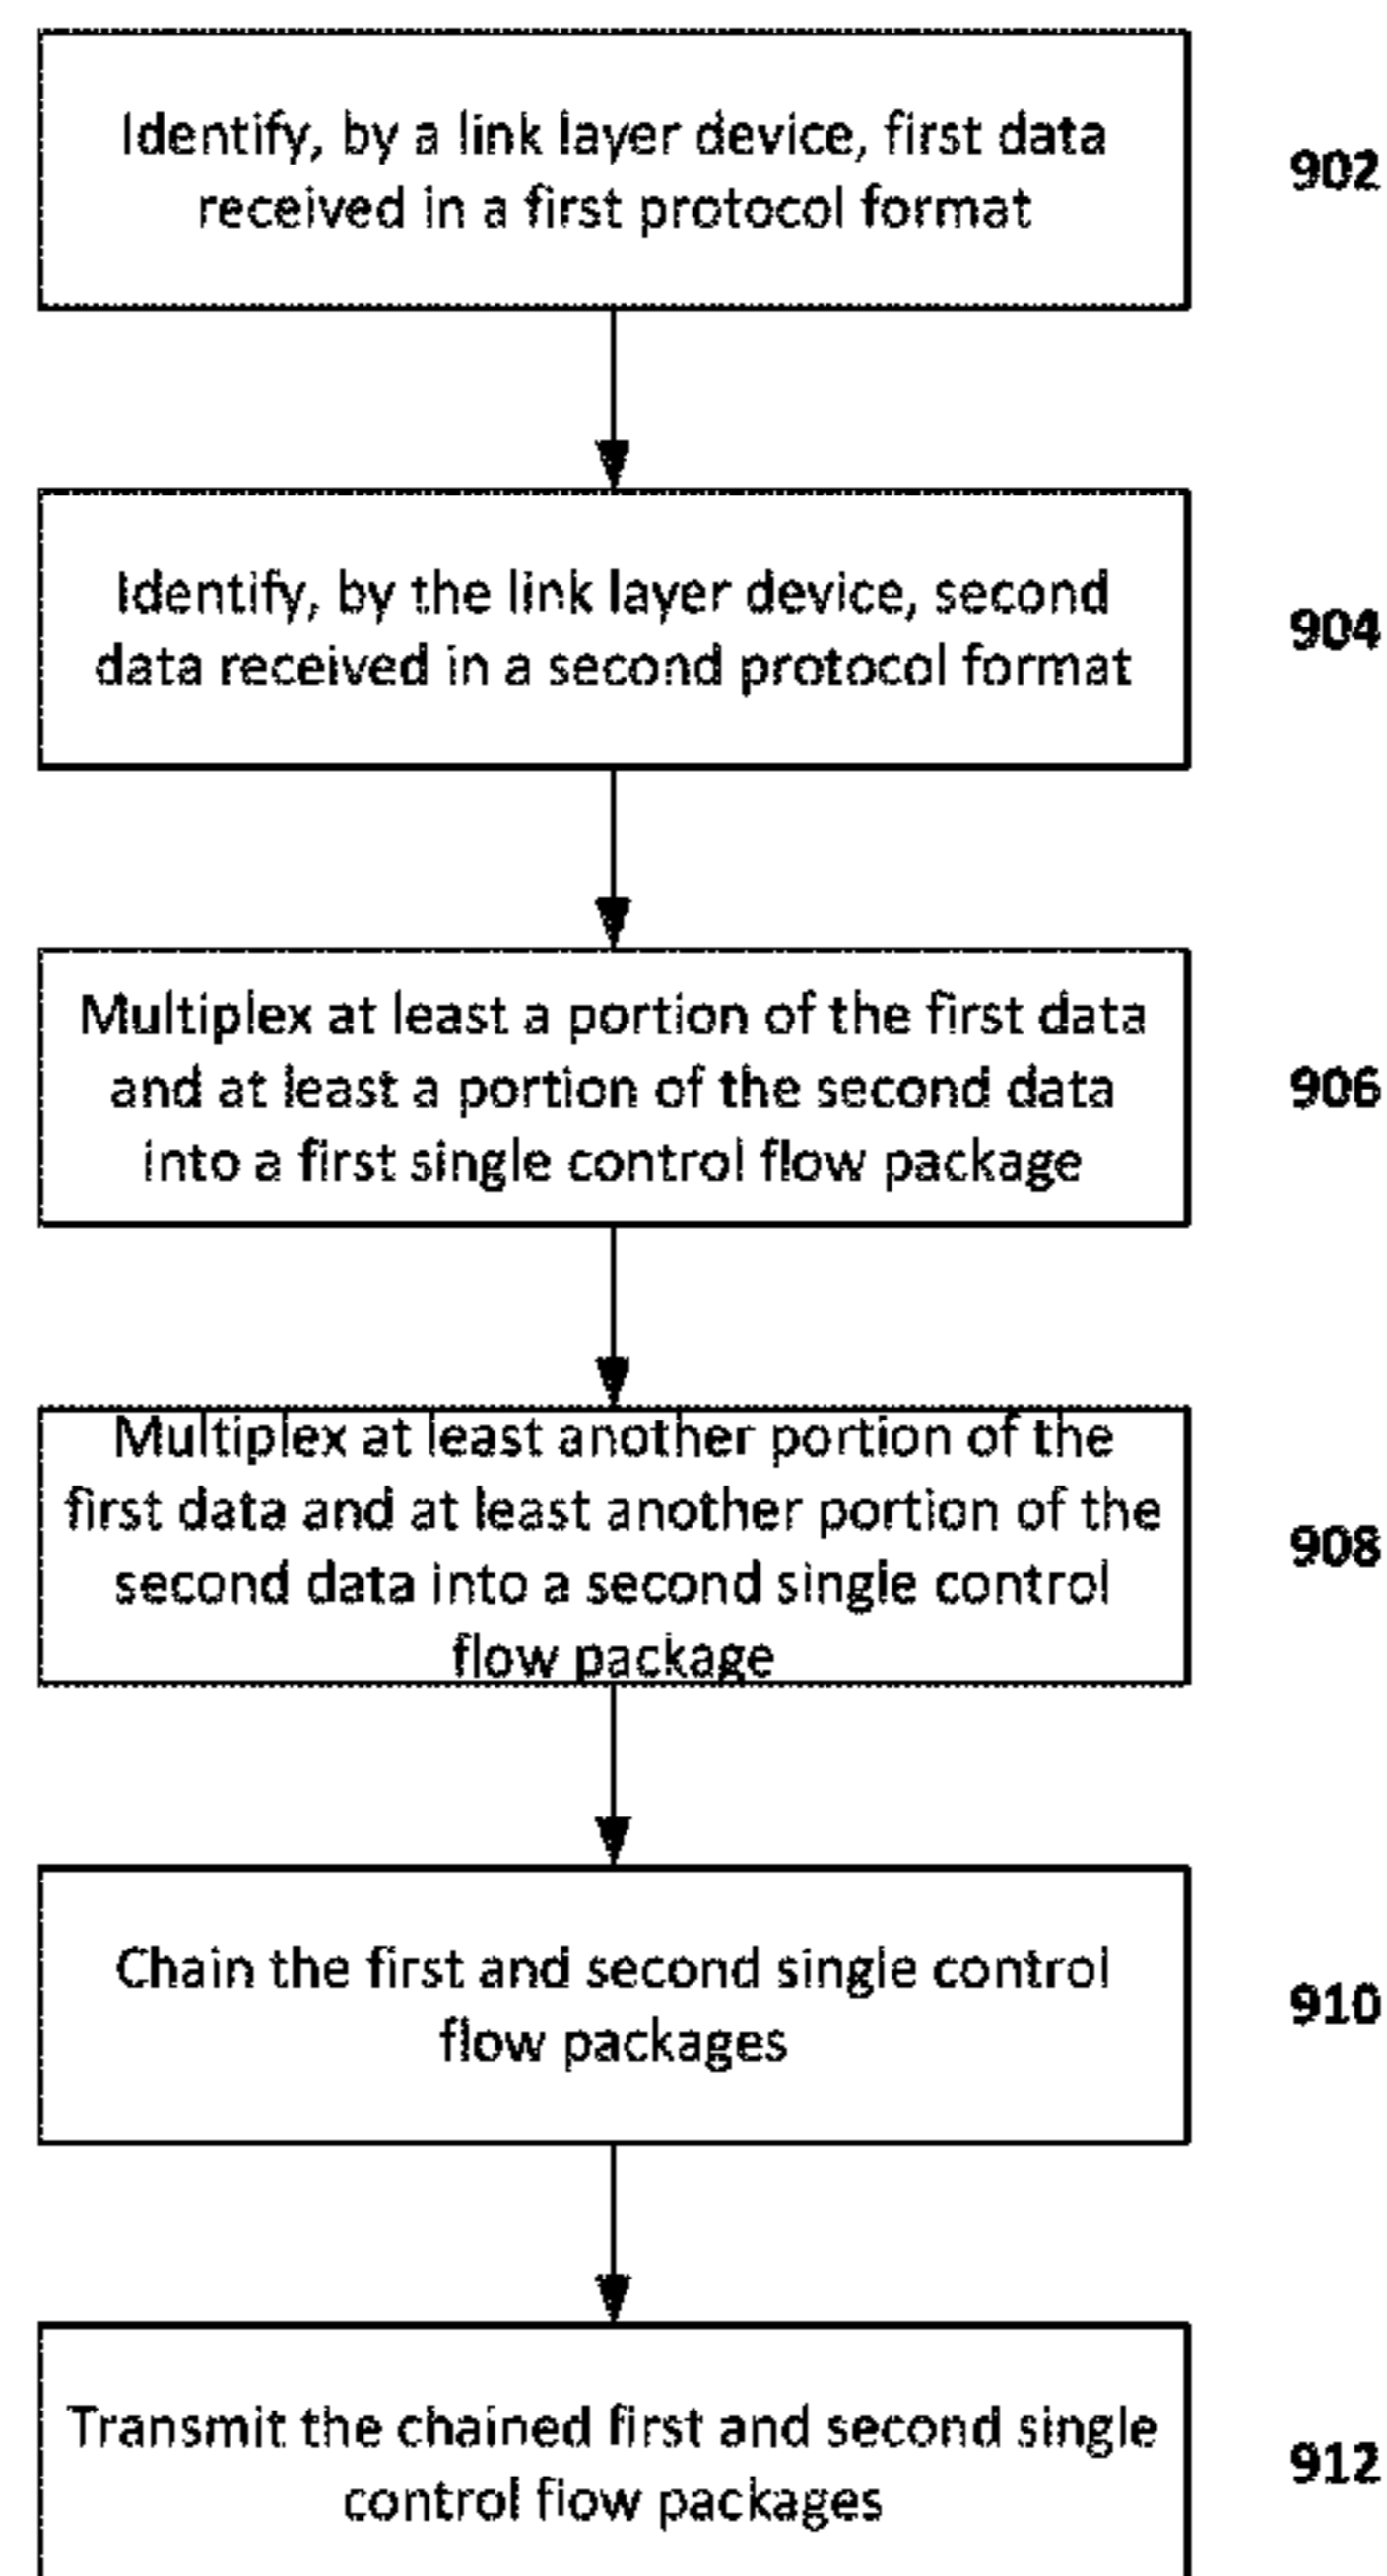 Identify, by a link layer device, first data
received in a first protocol format
902
Identify, by the link layer device, second
data received in a second protocol format
904
Multiplex at least a portion of the first data
and at least a portion of the second data
into a first single control flow package
906
Multiplex at least another portion of the
first data and at least another portion of the
second data into a second single control
flow package
908
Chain the first and second single control
flow packages
910
Transmit the chained first and second single
control flow packages
912